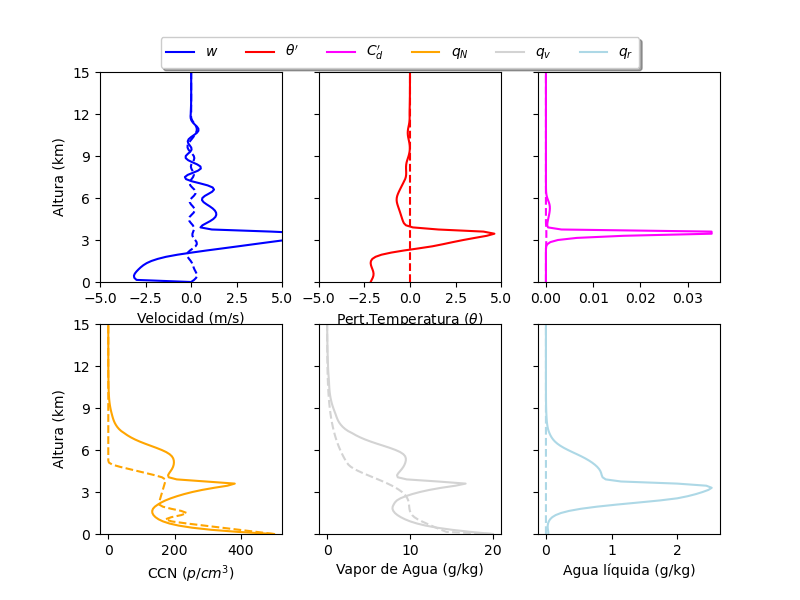 w θ′ C′d qN qv qr
15
12
9
6
3
0
Altura (km)
−5.0 −2.5 0.0 2.5 5.0
Velocidad (m/s)
−5.0 −2.5 0.0 2.5 5.0
Pert.Temperatura (θ)
0.00 0.01 0.02 0.03
15
12
9
6
3
0
Altura (km)
0 200 400
CCN (p/cm³)
0 10 20
Vapor de Agua (g/kg)
0 1 2
Agua líquida (g/kg)